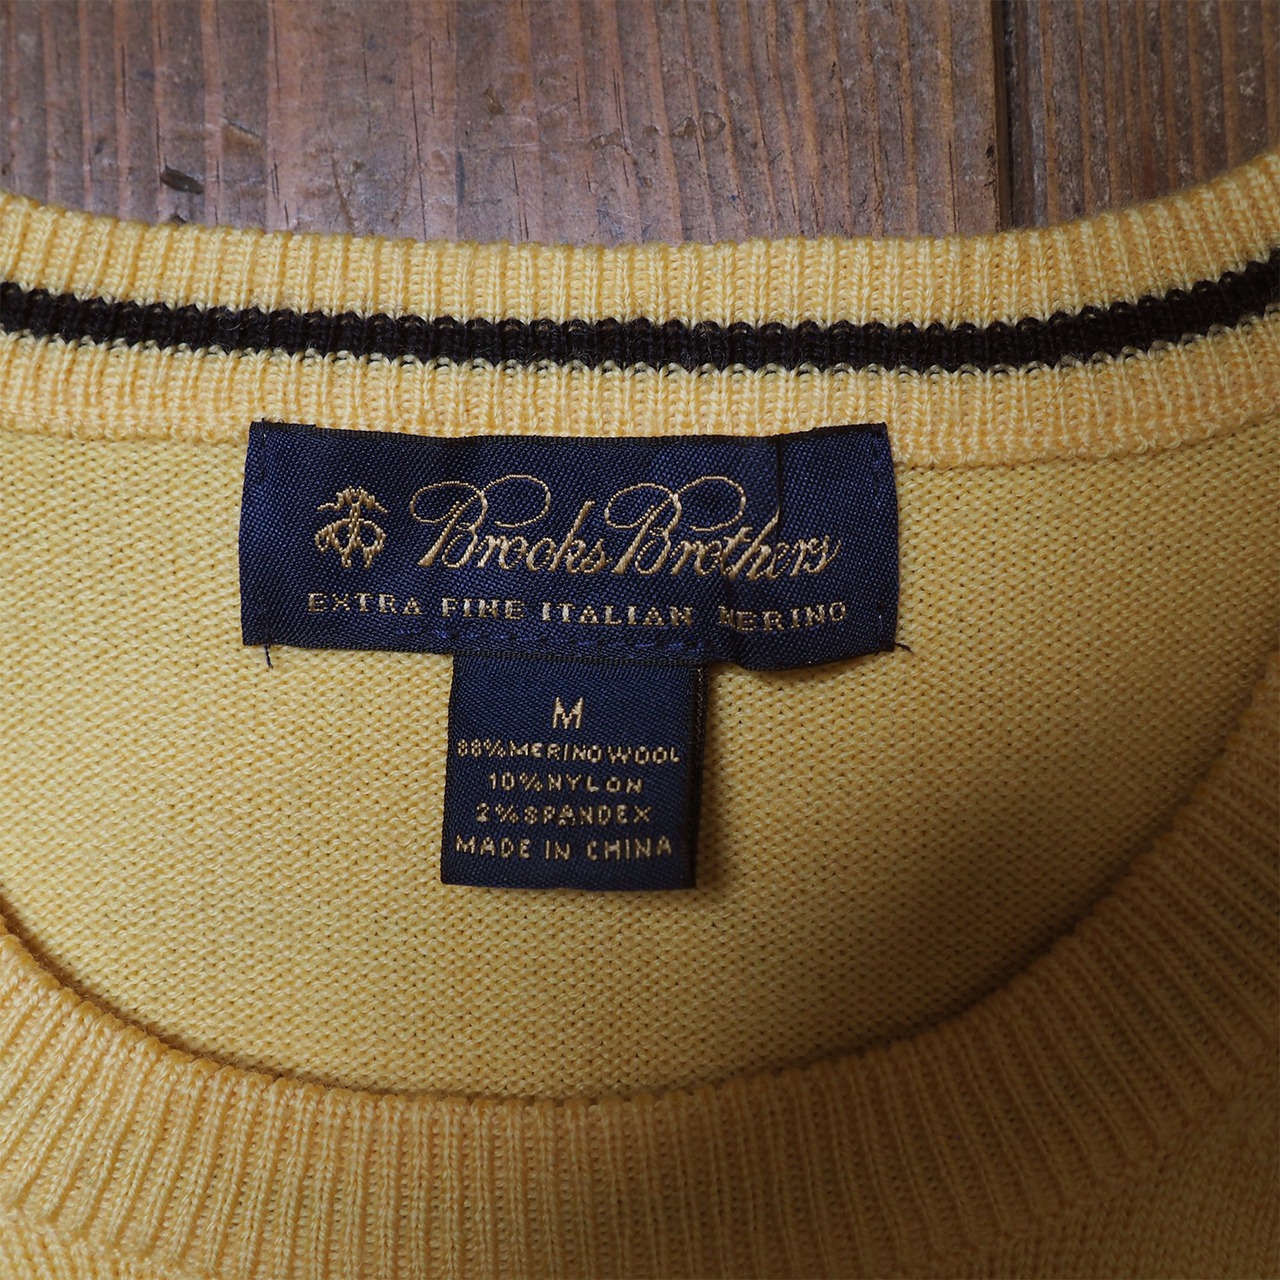 Brooks Brothers
EXTRA FINE ITALIAN MERINO
M
88% MERINO WOOL
10% NYLON
2% SPANDEX
MADE IN CHINA